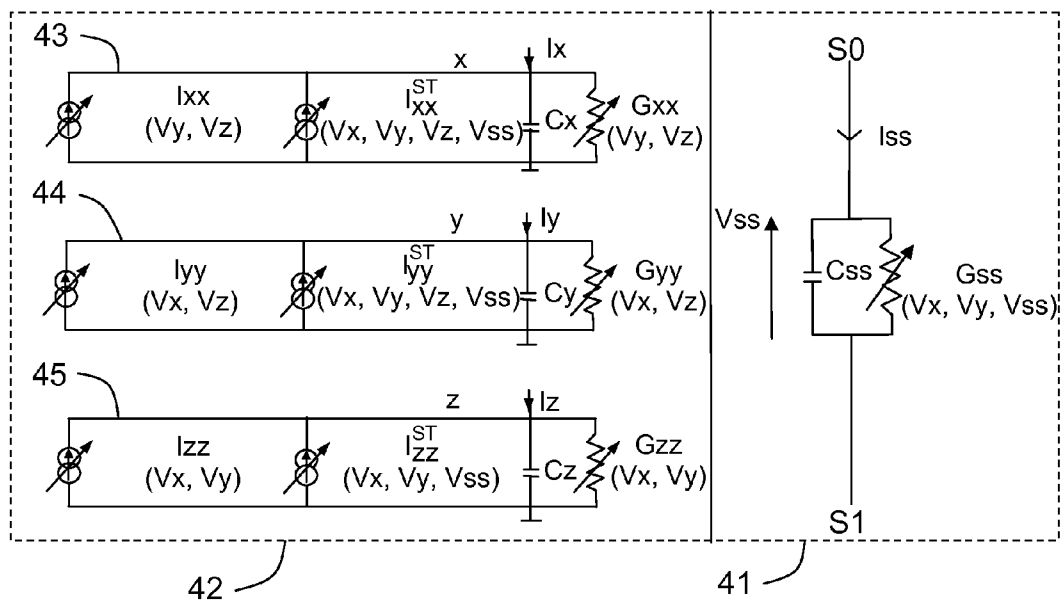 43
x
Ix
Ixx
(Vy, Vz)
Ixx^ST
(Vx, Vy, Vz, Vss)
Cx
Gxx
(Vy, Vz)
44
y
Iy
Iyy
(Vx, Vz)
Iyy^ST
(Vx, Vy, Vz, Vss)
Cy
Gyy
(Vx, Vz)
45
z
Iz
Izz
(Vx, Vy)
Izz^ST
(Vx, Vy, Vss)
Cz
Gzz
(Vx, Vy)
42
S0
Iss
Vss
Css
Gss
(Vx, Vy, Vss)
S1
41